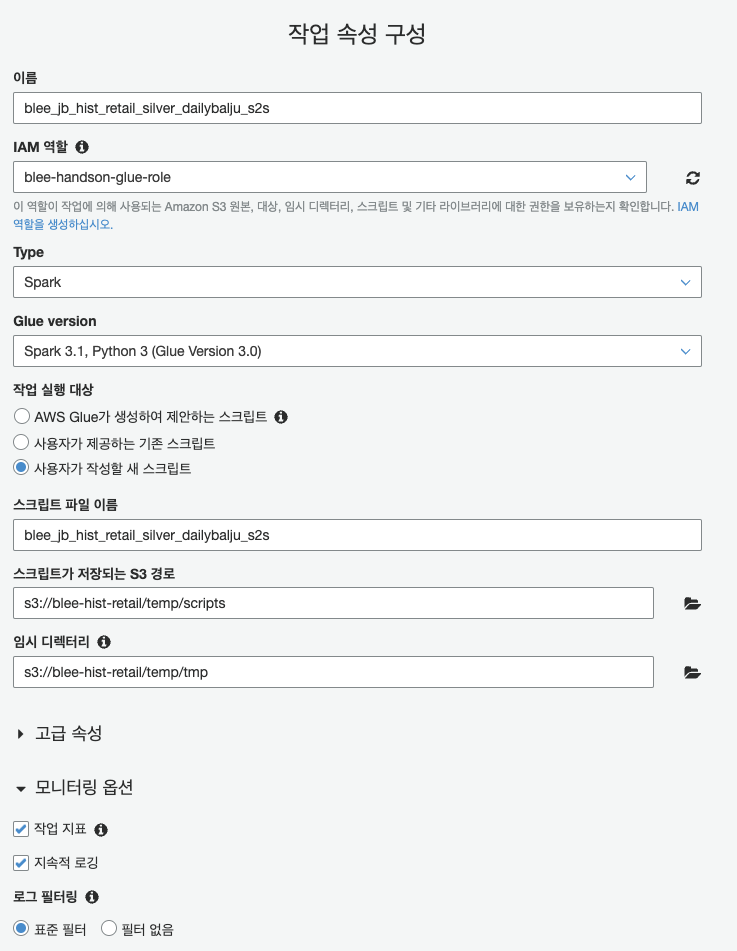 작업 속성 구성
이름
blee_jb_hist_retail_silver_dailybalju_s2s
IAM 역할
blee-handson-glue-role
이 역할이 작업에 의해 사용되는 Amazon S3 원본, 대상, 임시 디렉터리, 스크립트 및 기타 라이브러리에 대한 권한을 보유하는지 확인합니다. IAM
역할을 생성하십시오.
Type
Spark
Glue version
Spark 3.1, Python 3 (Glue Version 3.0)
작업 실행 대상
AWS Glue가 생성하여 제안하는 스크립트
사용자가 제공하는 기존 스크립트
사용자가 작성할 새 스크립트
스크립트 파일 이름
blee_jb_hist_retail_silver_dailybalju_s2s
스크립트가 저장되는 S3 경로
s3://blee-hist-retail/temp/scripts
임시 디렉터리
s3://blee-hist-retail/temp/tmp
고급 속성
모니터링 옵션
작업 지표
지속적 로깅
로그 필터링
표준 필터 필터 없음